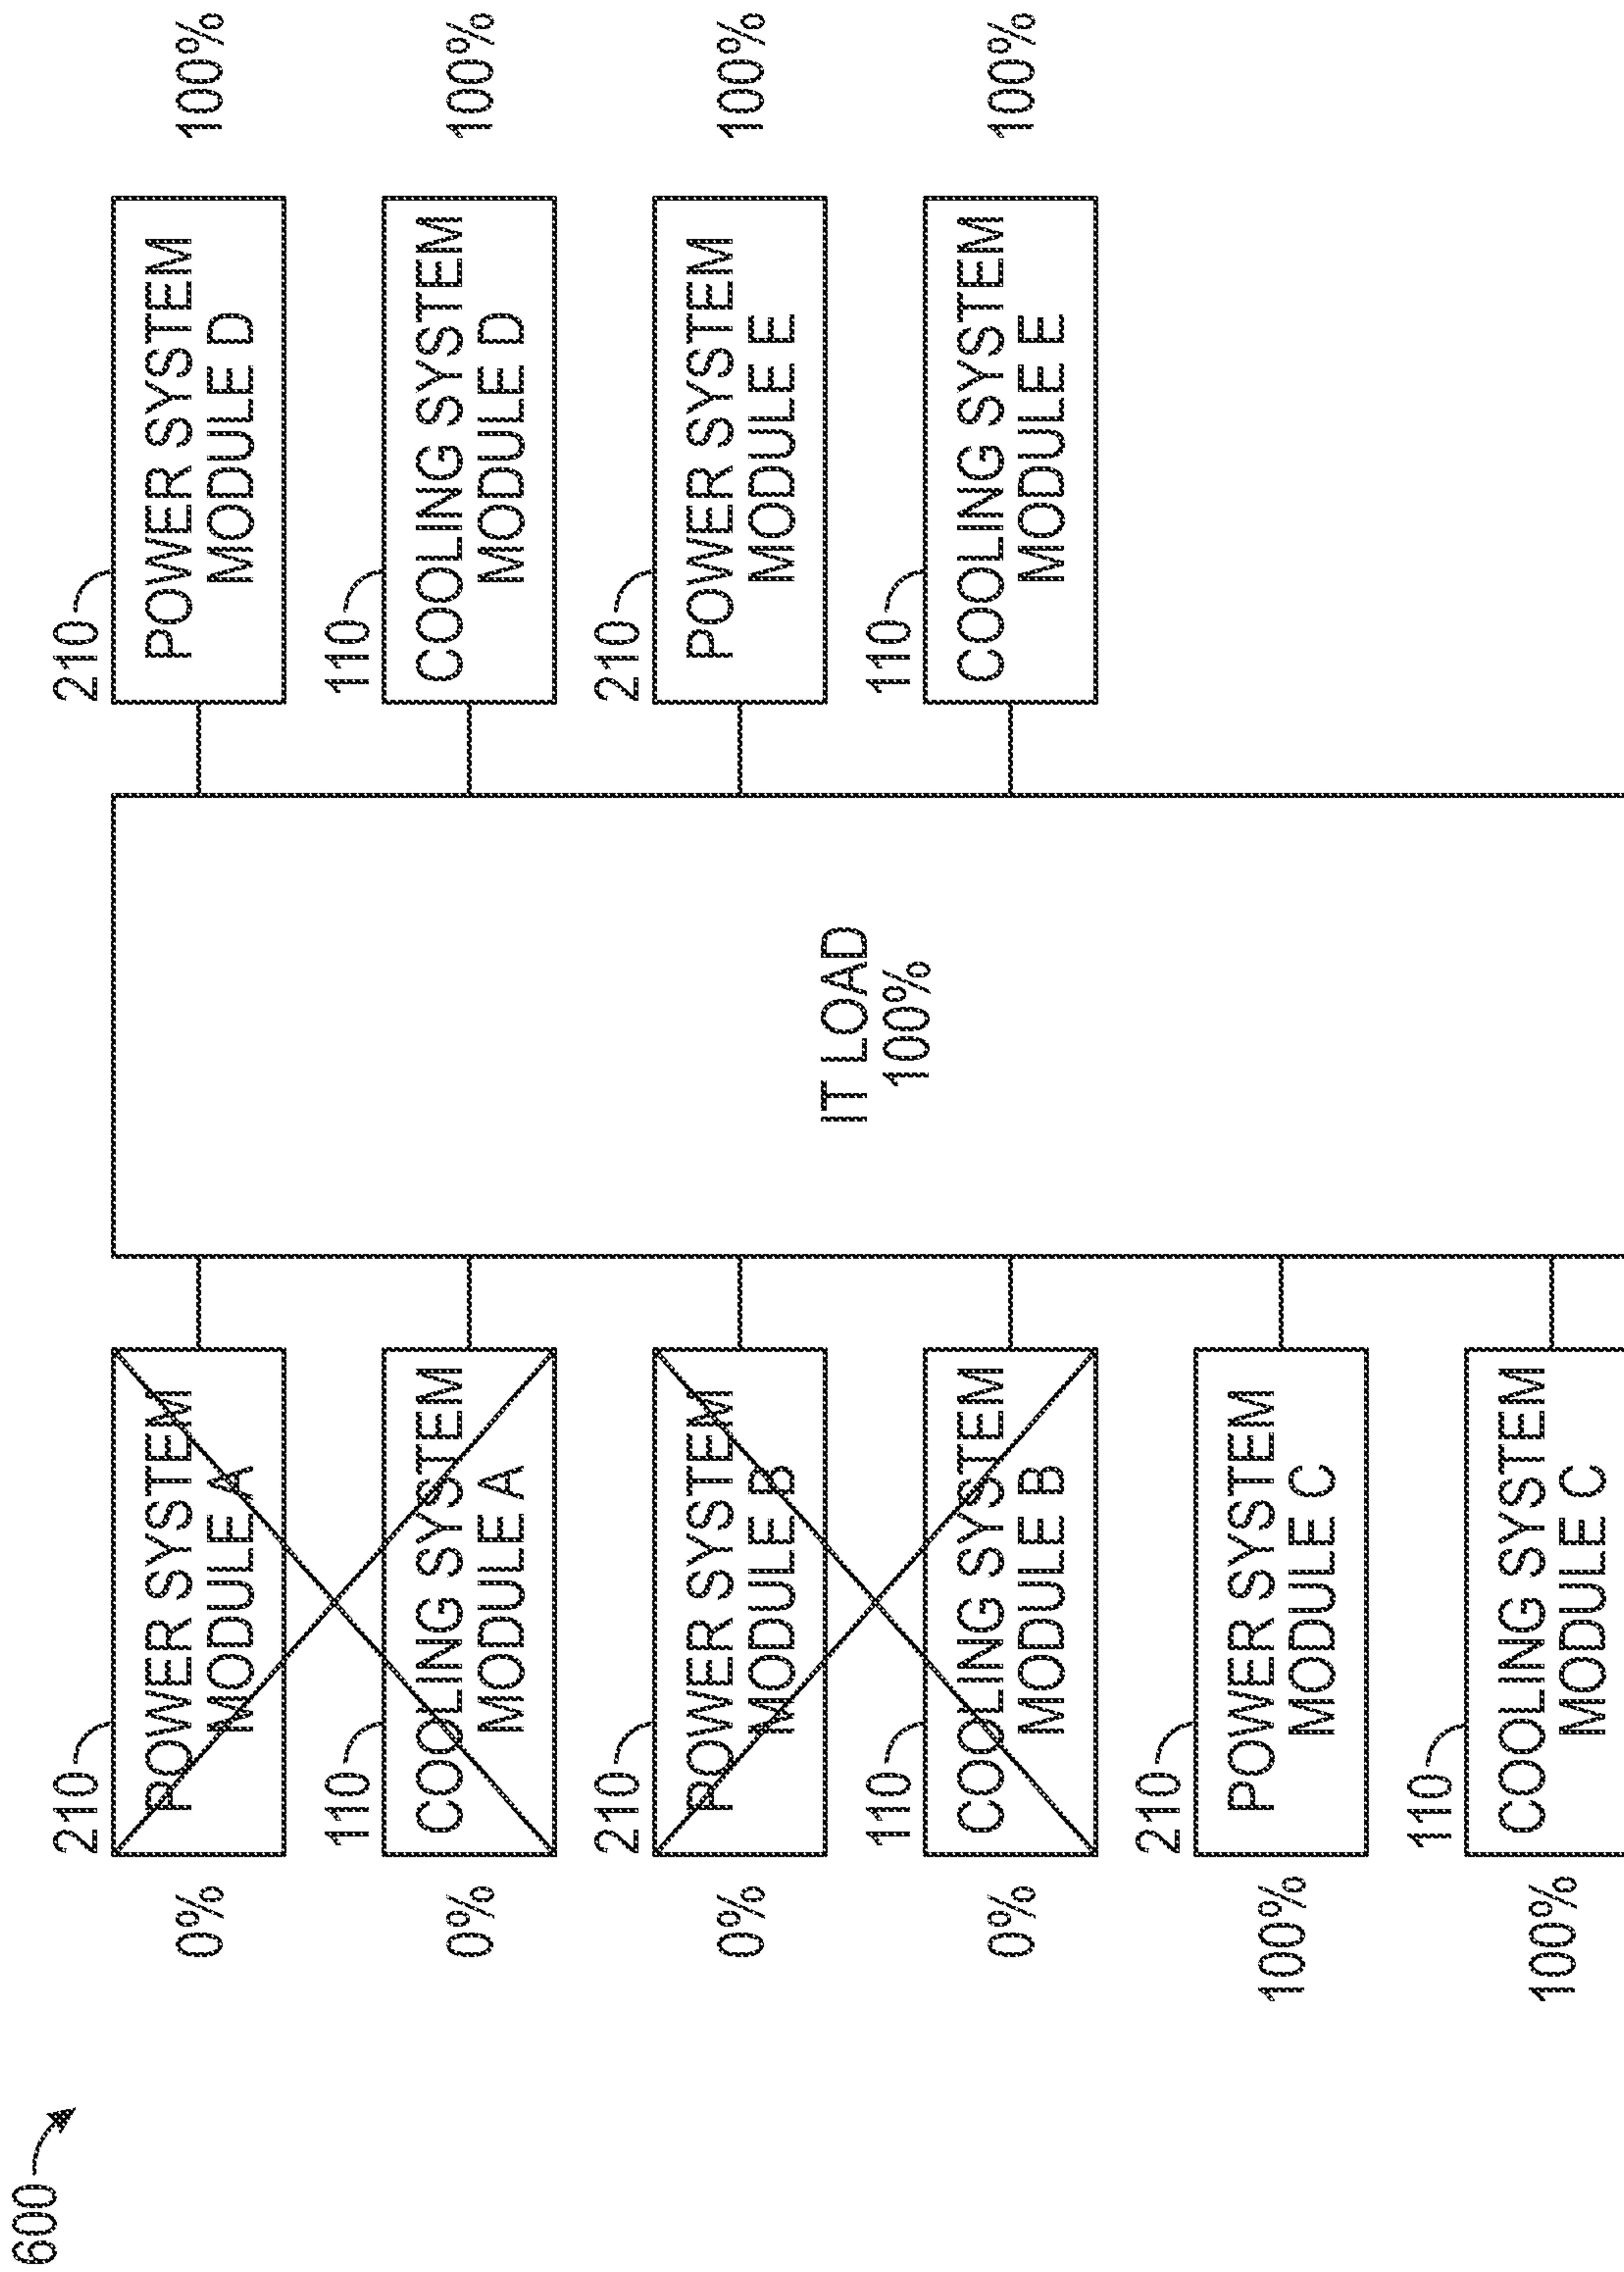 600
210
0%
POWER SYSTEM
MODULE A
110
0%
COOLING SYSTEM
MODULE A
210
0%
POWER SYSTEM
MODULE B
110
0%
COOLING SYSTEM
MODULE B
210
100%
POWER SYSTEM
MODULE C
110
100%
COOLING SYSTEM
MODULE C
IT LOAD
100%
210
POWER SYSTEM
MODULE D
100%
110
COOLING SYSTEM
MODULE D
100%
210
POWER SYSTEM
MODULE E
100%
110
COOLING SYSTEM
MODULE E
100%